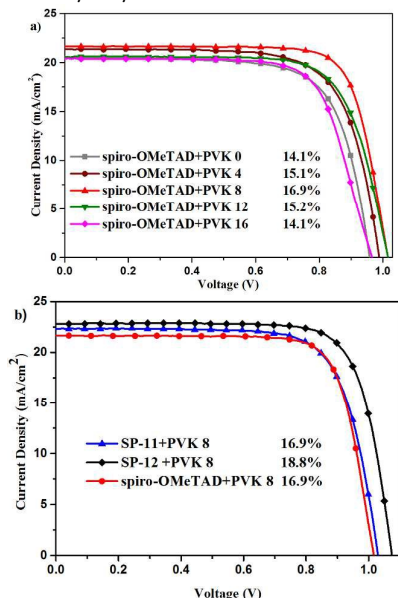 a)
25
20
15
10
5
0
Current Density (mA/cm²)
spiro-OMeTAD+PVK 0 14.1%
spiro-OMeTAD+PVK 4 15.1%
spiro-OMeTAD+PVK 8 16.9%
spiro-OMeTAD+PVK 12 15.2%
spiro-OMeTAD+PVK 16 14.1%
0.0 0.2 0.4 0.6 0.8 1.0
Voltage (V)
b)
25
20
15
10
5
0
Current Density (mA/cm²)
SP-11+PVK 8 16.9%
SP-12 +PVK 8 18.8%
spiro-OMeTAD+PVK 8 16.9%
0.0 0.2 0.4 0.6 0.8 1.0
Voltage (V)